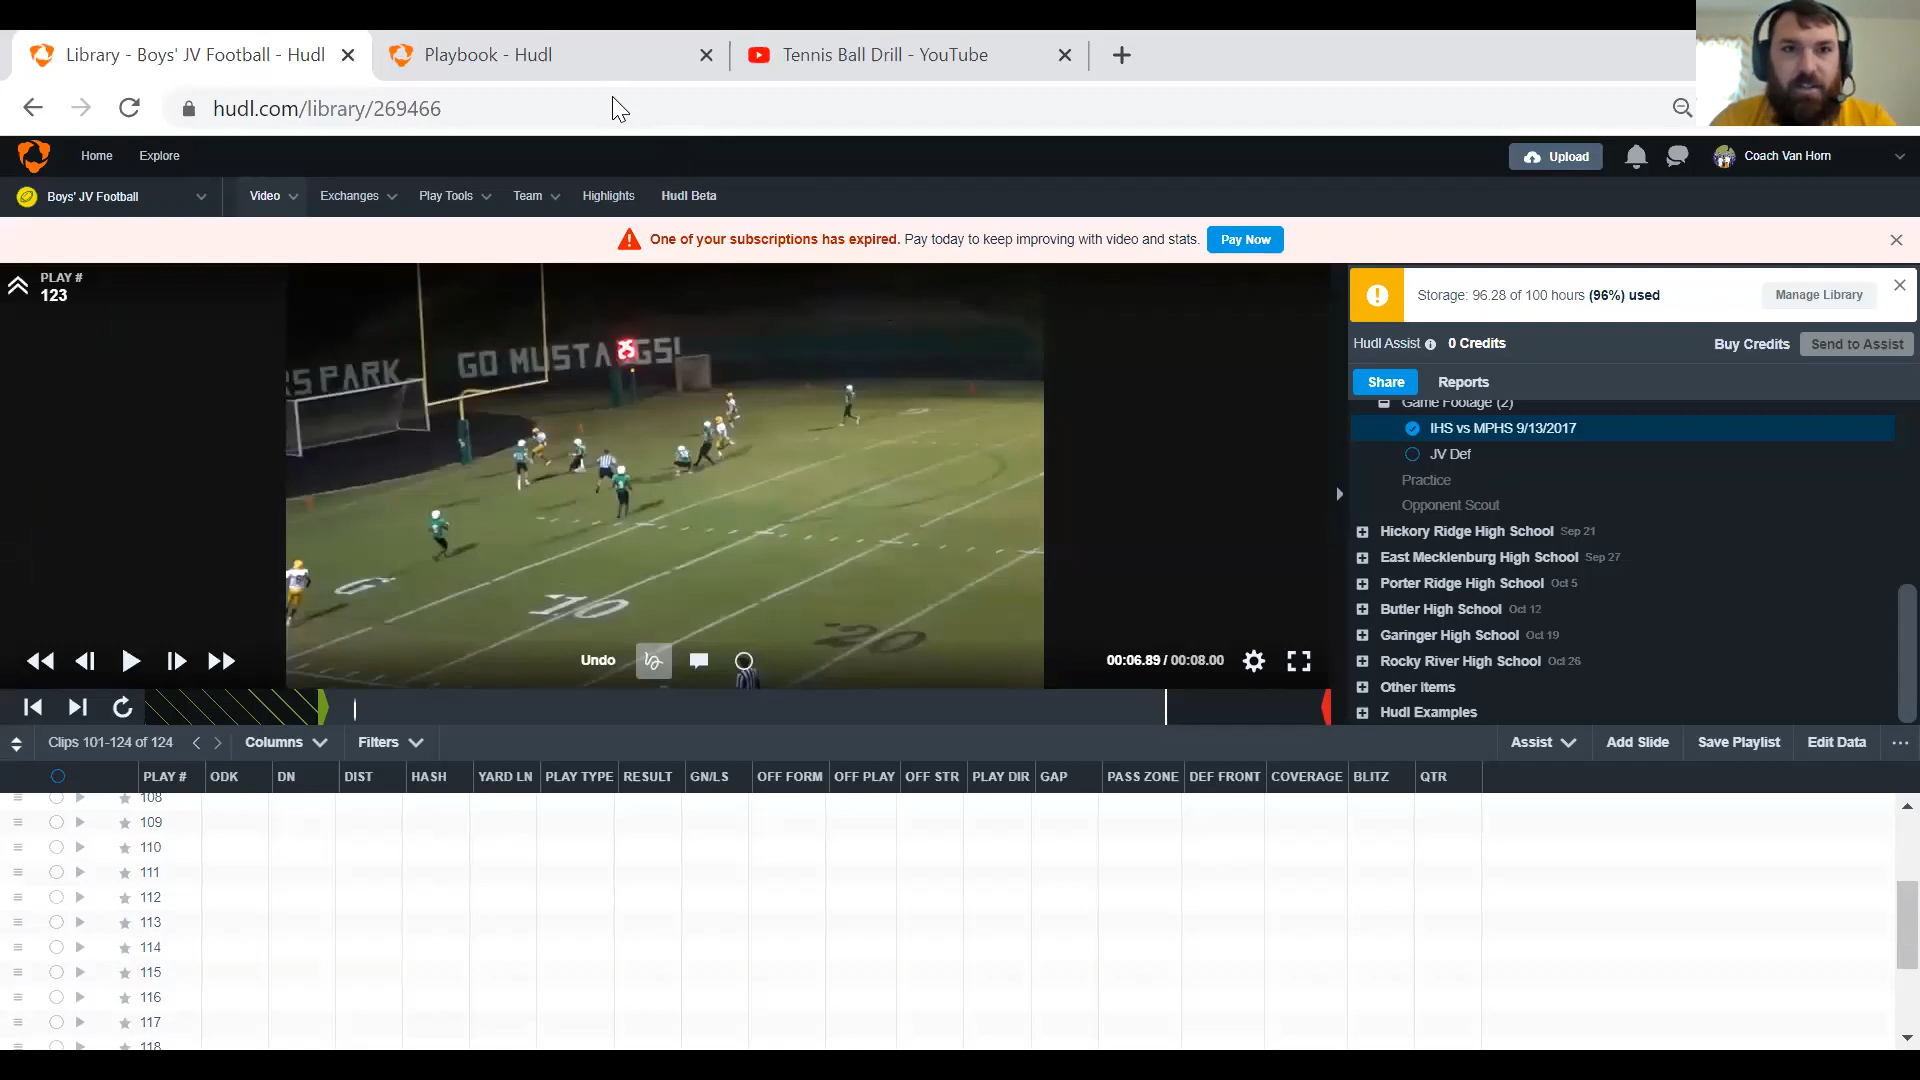 Library - Boys' JV Football - Hudl
Playbook - Hudl
Tennis Ball Drill - YouTube
hudl.com/library/269466
Home
Explore
Upload
Coach Van Horn
Boys' JV Football
Video
Exchanges
Play Tools
Team
Highlights
Hudl Beta
One of your subscriptions has expired. Pay today to keep improving with video and stats.
Pay Now
PLAY #
123
RS PARK
GO MUSTANGS!
25
10
20
Storage: 96.28 of 100 hours (96%) used
Manage Library
Hudl Assist
0 Credits
Buy Credits
Send to Assist
Share
Reports
Game Footage (2)
IHS vs MPHS 9/13/2017
JV Def
Practice
Opponent Scout
Hickory Ridge High School Sep 21
East Mecklenburg High School Sep 27
Porter Ridge High School Oct 5
Butler High School Oct 12
Garinger High School Oct 19
Rocky River High School Oct 26
Other Items
Hudl Examples
Undo
00:06.89 / 00:08.00
Clips 101-124 of 124
Columns
Filters
Assist
Add Slide
Save Playlist
Edit Data
PLAY # ODK DN DIST HASH YARD LN PLAY TYPE RESULT GN/LS OFF FORM OFF PLAY OFF STR PLAY DIR GAP PASS ZONE DEF FRONT COVERAGE BLITZ QTR
108
109
110
111
112
113
114
115
116
117
118